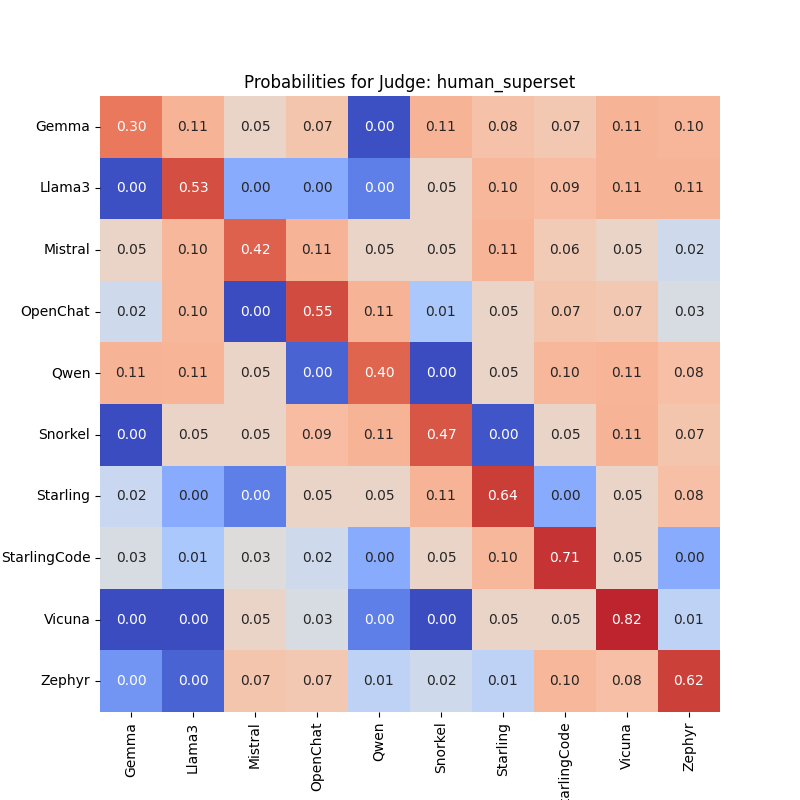 Probabilities for Judge: human_superset
Gemma 0.30 0.11 0.05 0.07 0.00 0.11 0.08 0.07 0.11 0.10
Llama3 0.00 0.53 0.00 0.00 0.00 0.05 0.10 0.09 0.11 0.11
Mistral 0.05 0.10 0.42 0.11 0.05 0.05 0.11 0.06 0.05 0.02
OpenChat 0.02 0.10 0.00 0.55 0.11 0.01 0.05 0.07 0.07 0.03
Qwen 0.11 0.11 0.05 0.00 0.40 0.00 0.05 0.10 0.11 0.08
Snorkel 0.00 0.05 0.05 0.09 0.11 0.47 0.00 0.05 0.11 0.07
Starling 0.02 0.00 0.00 0.05 0.05 0.11 0.64 0.00 0.05 0.08
StarlingCode 0.03 0.01 0.03 0.02 0.00 0.05 0.10 0.71 0.05 0.00
Vicuna 0.00 0.00 0.05 0.03 0.00 0.00 0.05 0.05 0.82 0.01
Zephyr 0.00 0.00 0.07 0.07 0.01 0.02 0.01 0.10 0.08 0.62
Gemma Llama3 Mistral OpenChat Qwen Snorkel Starling arlingCode Vicuna Zephyr